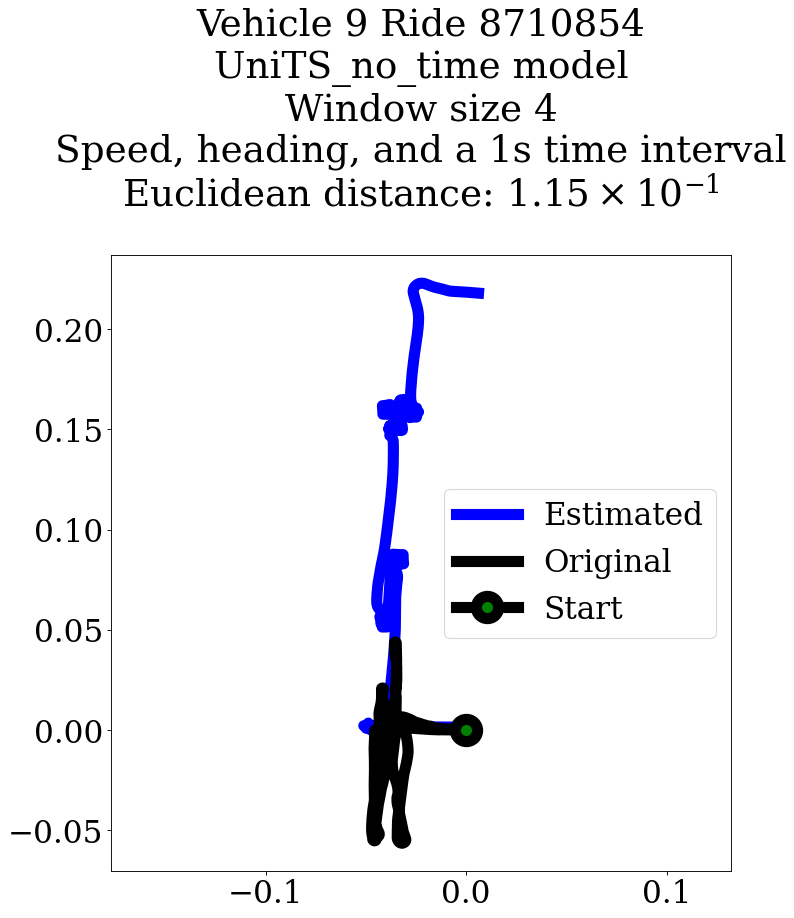 Vehicle 9 Ride 8710854
UniTS_no_time model
Window size 4
Speed, heading, and a 1s time interval
Euclidean distance: 1.15 × 10⁻¹
0.20
0.15
0.10
0.05
0.00
−0.05
Estimated
Original
Start
−0.1
0.0
0.1